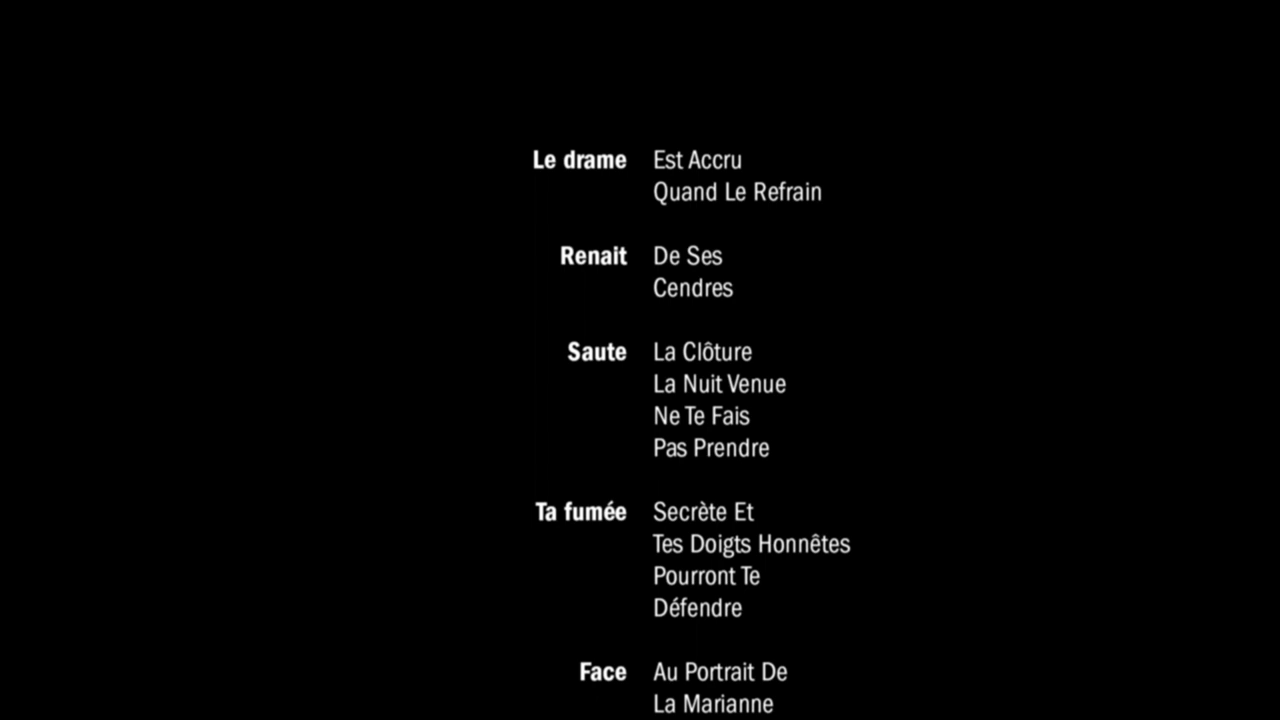 Le drame Est Accru
Quand Le Refrain
Renait De Ses
Cendres
Saute La Clôture
La Nuit Venue
Ne Te Fais
Pas Prendre
Ta fumée Secrète Et
Tes Doigts Honnêtes
Pourront Te
Défendre
Face Au Portrait De
La Marianne